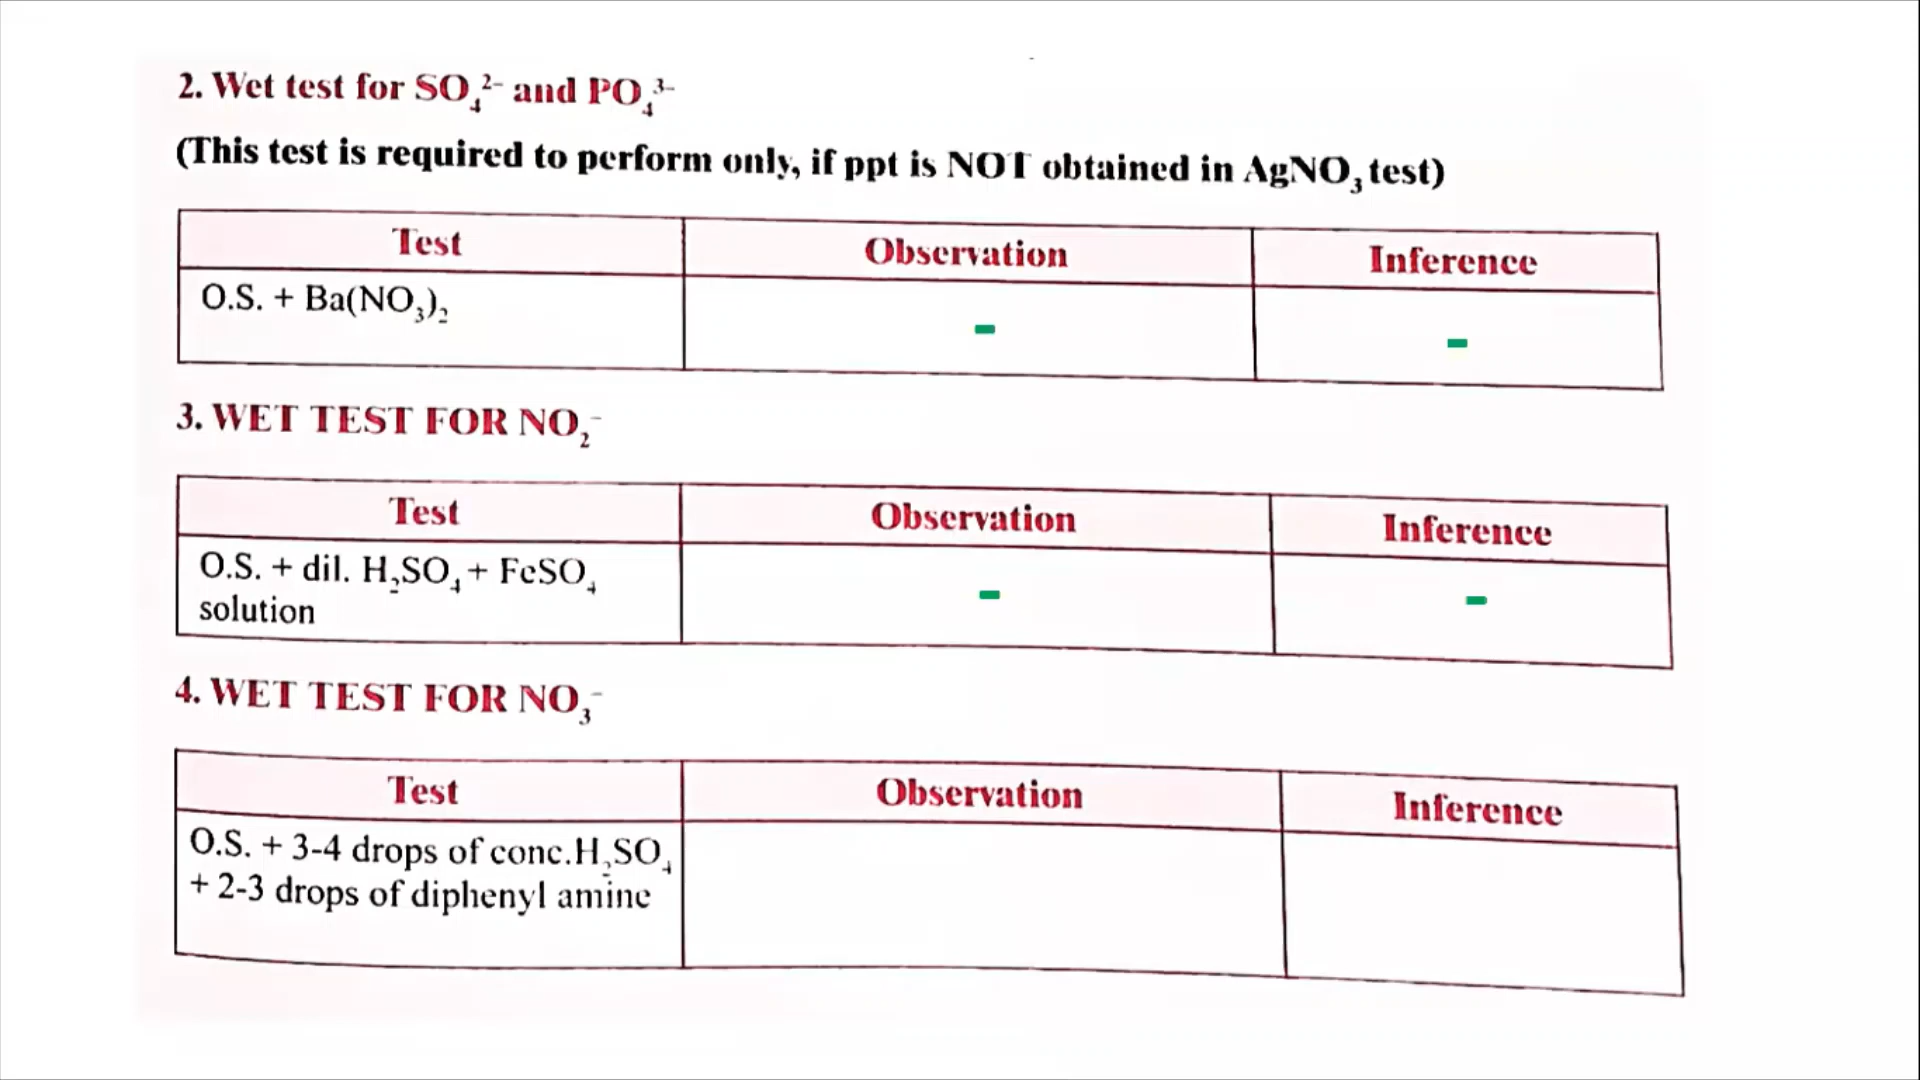 2. Wet test for SO₄²⁻ and PO₄³⁻
(This test is required to perform only, if ppt is NOT obtained in AgNO₃ test)
Test Observation Inference
O.S. + Ba(NO₃)₂ - -
3. WET TEST FOR NO₂⁻
Test Observation Inference
O.S. + dil. H₂SO₄ + FeSO₄
solution - -
4. WET TEST FOR NO₃⁻
Test Observation Inference
O.S. + 3-4 drops of conc.H₂SO₄
+ 2-3 drops of diphenyl amine